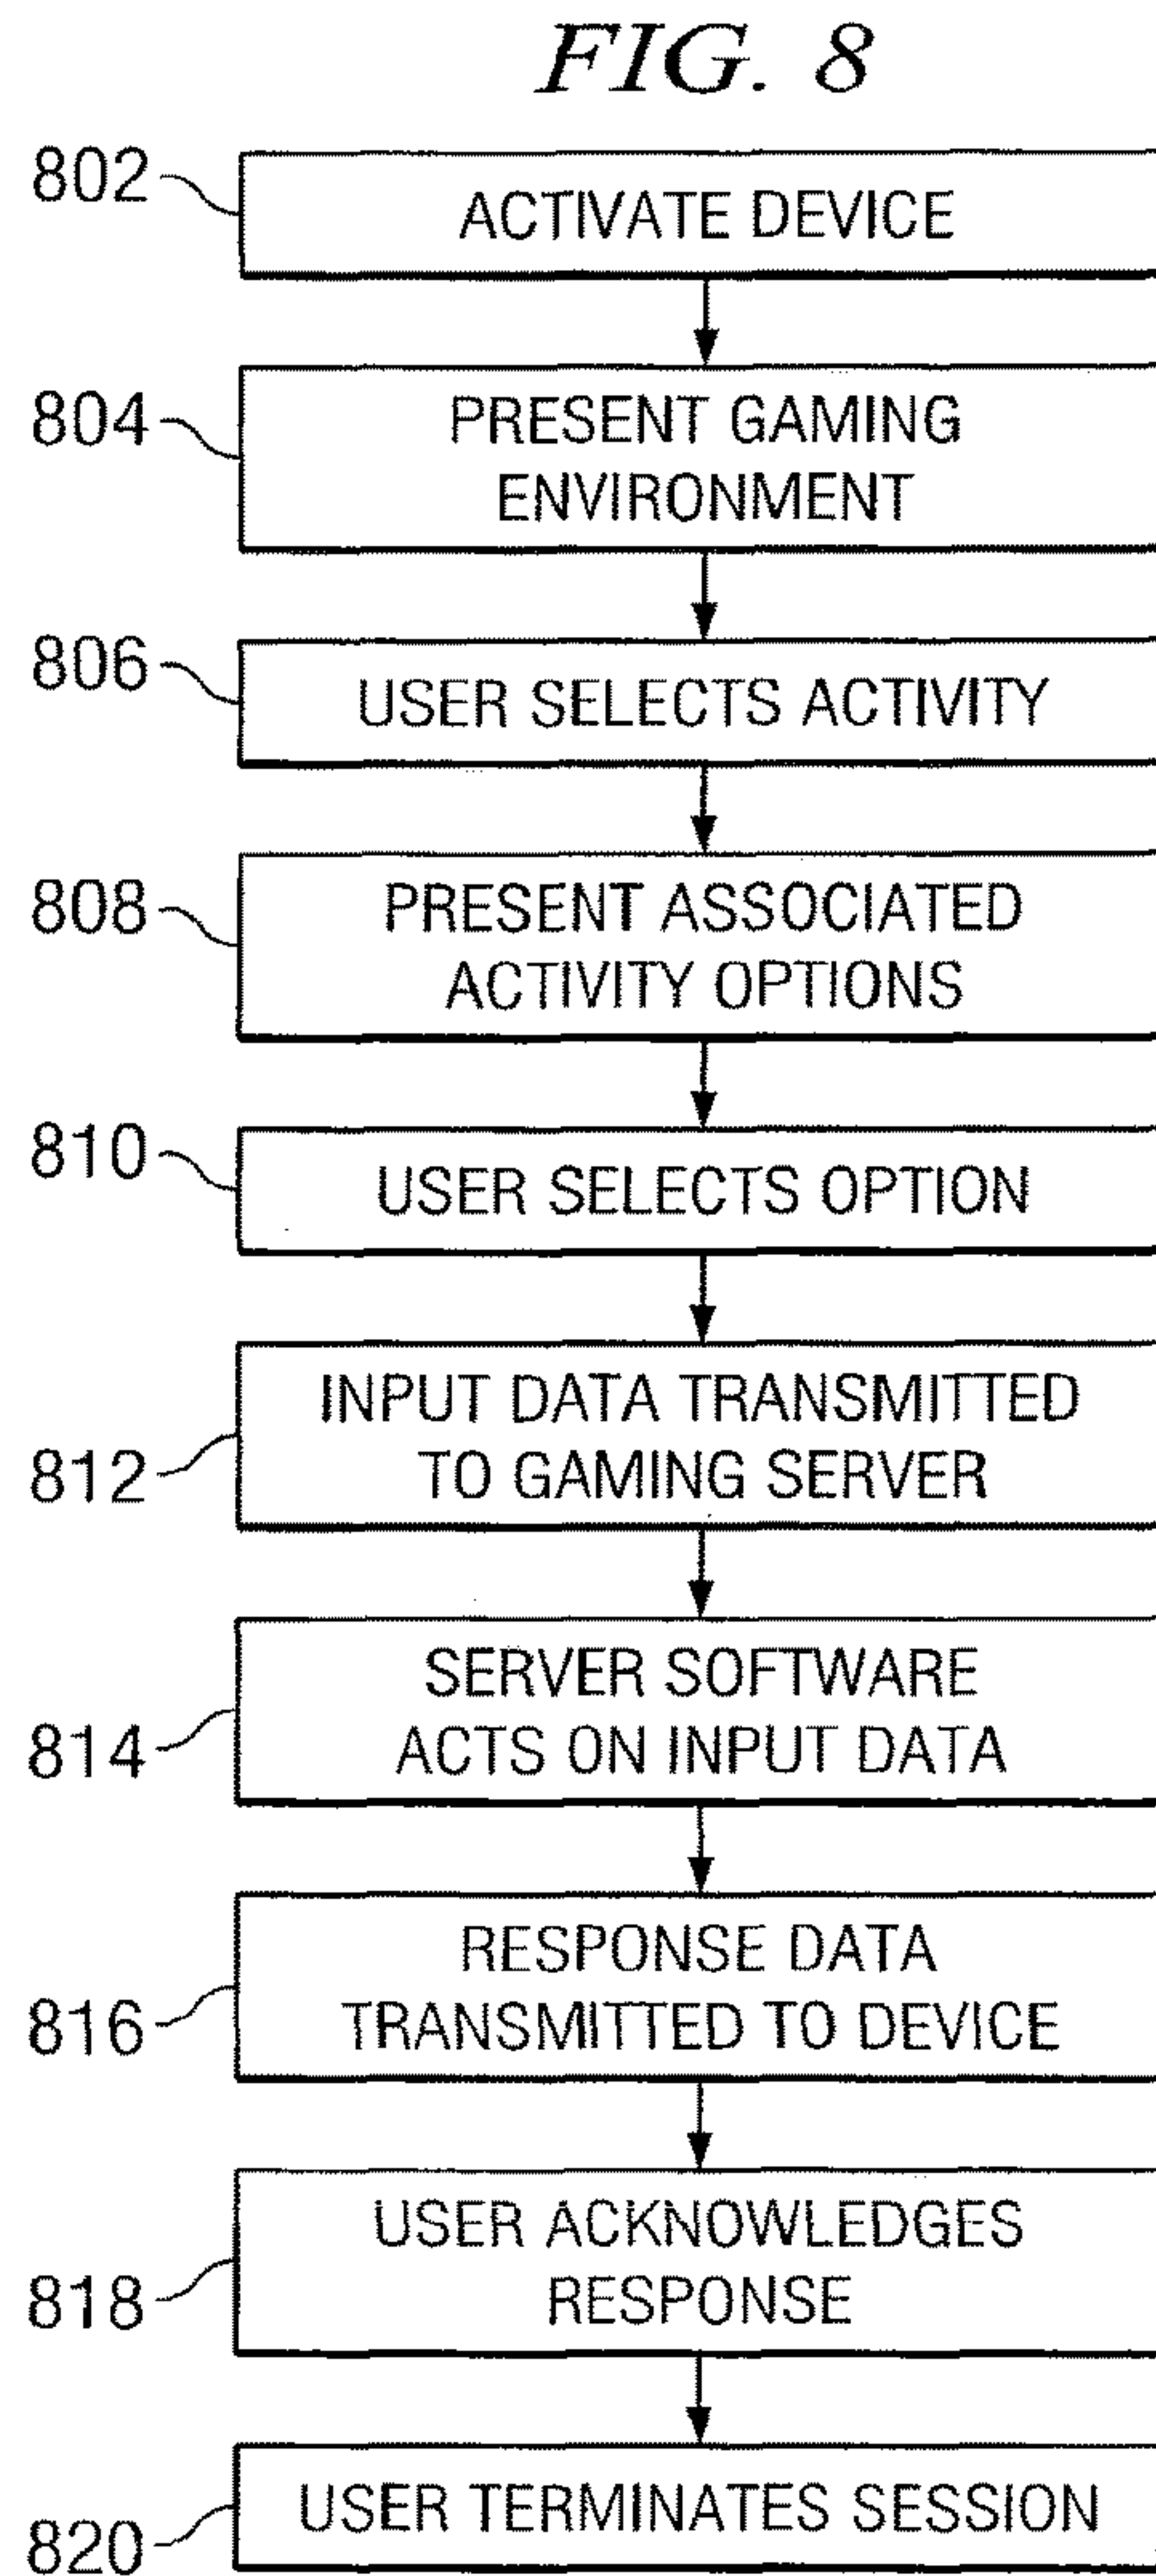 FIG. 8
802
ACTIVATE DEVICE
804
PRESENT GAMING
ENVIRONMENT
806
USER SELECTS ACTIVITY
808
PRESENT ASSOCIATED
ACTIVITY OPTIONS
810
USER SELECTS OPTION
812
INPUT DATA TRANSMITTED
TO GAMING SERVER
814
SERVER SOFTWARE
ACTS ON INPUT DATA
816
RESPONSE DATA
TRANSMITTED TO DEVICE
818
USER ACKNOWLEDGES
RESPONSE
820
USER TERMINATES SESSION